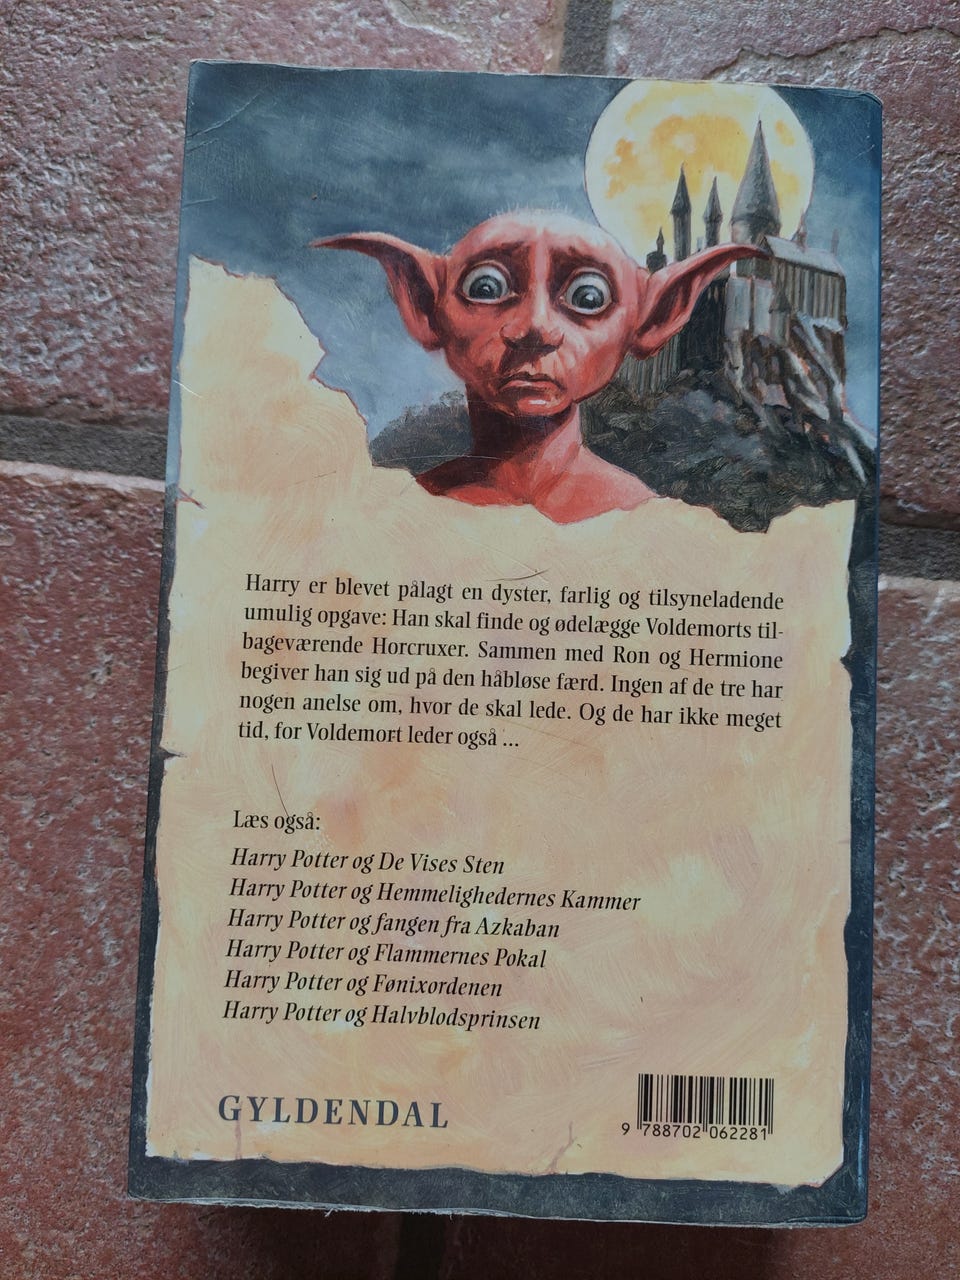 Harry er blevet pålagt en dyster, farlig og tilsyneladende
umulig opgave: Han skal finde og ødelægge Voldemorts til-
bageværende Horcruxer. Sammen med Ron og Hermione
begiver han sig ud på den håbløse færd. Ingen af de tre har
nogen anelse om, hvor de skal lede. Og de har ikke meget
tid, for Voldemort leder også ...
Læs også:
Harry Potter og De Vises Sten
Harry Potter og Hemmelighedernes Kammer
Harry Potter og fangen fra Azkaban
Harry Potter og Flammernes Pokal
Harry Potter og Fønixordenen
Harry Potter og Halvblodsprinsen
GYLDENDAL
9 788702 062281